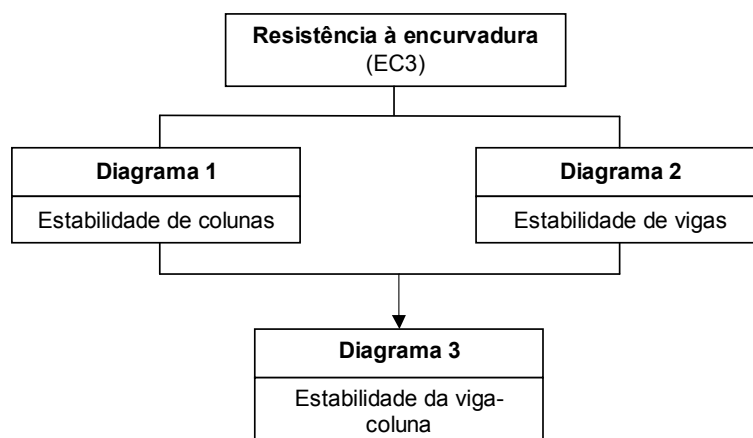 Resistência à encurvadura
(EC3)
Diagrama 1
Estabilidade de colunas
Diagrama 2
Estabilidade de vigas
Diagrama 3
Estabilidade da viga-
coluna